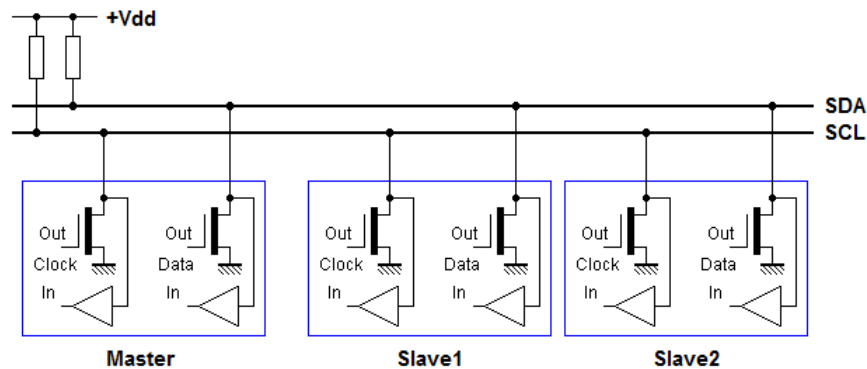 +Vdd
SDA
SCL
Out Out Out Out Out Out
Clock Data Clock Data Clock Data
In In In In In In
Master Slave1 Slave2